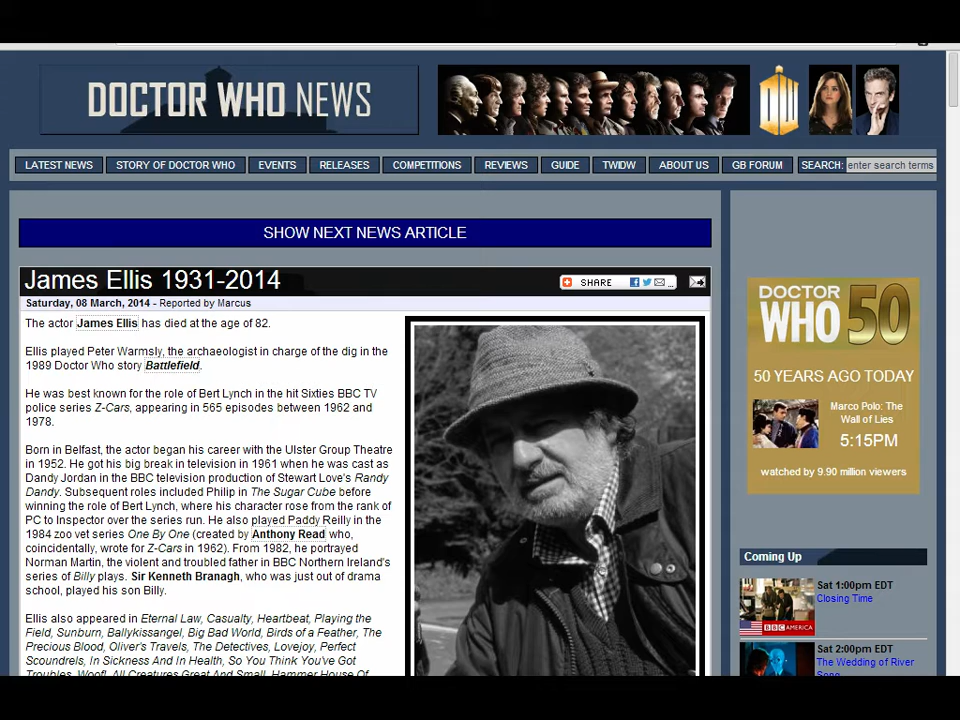 DOCTOR WHO NEWS
LATEST NEWS
STORY OF DOCTOR WHO
EVENTS
RELEASES
COMPETITIONS
REVIEWS
GUIDE
TWIDW
ABOUT US
GB FORUM
SEARCH:
enter search terms
SHOW NEXT NEWS ARTICLE
James Ellis 1931-2014
SHARE
Saturday, 08 March, 2014 - Reported by Marcus
The actor James Ellis has died at the age of 82.
Ellis played Peter Warmsly, the archaeologist in charge of the dig in the
1989 Doctor Who story Battlefield.
He was best known for the role of Bert Lynch in the hit Sixties BBC TV
police series Z-Cars, appearing in 565 episodes between 1962 and
1978.
Born in Belfast, the actor began his career with the Ulster Group Theatre
in 1952. He got his big break in television in 1961 when he was cast as
Dandy Jordan in the BBC television production of Stewart Love's Randy
Dandy. Subsequent roles included Philip in The Sugar Cube before
winning the role of Bert Lynch, where his character rose from the rank of
PC to Inspector over the series run. He also played Paddy Reilly in the
1984 zoo vet series One By One (created by Anthony Read who,
coincidentally, wrote for Z-Cars in 1962). From 1982, he portrayed
Norman Martin, the violent and troubled father in BBC Northern Ireland's
series of Billy plays. Sir Kenneth Branagh, who was just out of drama
school, played his son Billy.
Ellis also appeared in Eternal Law, Casualty, Heartbeat, Playing the
Field, Sunburn, Ballykissangel, Big Bad World, Birds of a Feather, The
Precious Blood, Oliver's Travels, The Detectives, Lovejoy, Perfect
Scoundrels, In Sickness And In Health, So You Think You've Got
Troubles, Woof!, All Creatures Great And Small, Hammer House Of
DOCTOR
WHO 50
50 YEARS AGO TODAY
Marco Polo: The
Wall of Lies
5:15PM
watched by 9.90 million viewers
Coming Up
Sat 1:00pm EDT
Closing Time
BBC AMERICA
Sat 2:00pm EDT
The Wedding of River
Song